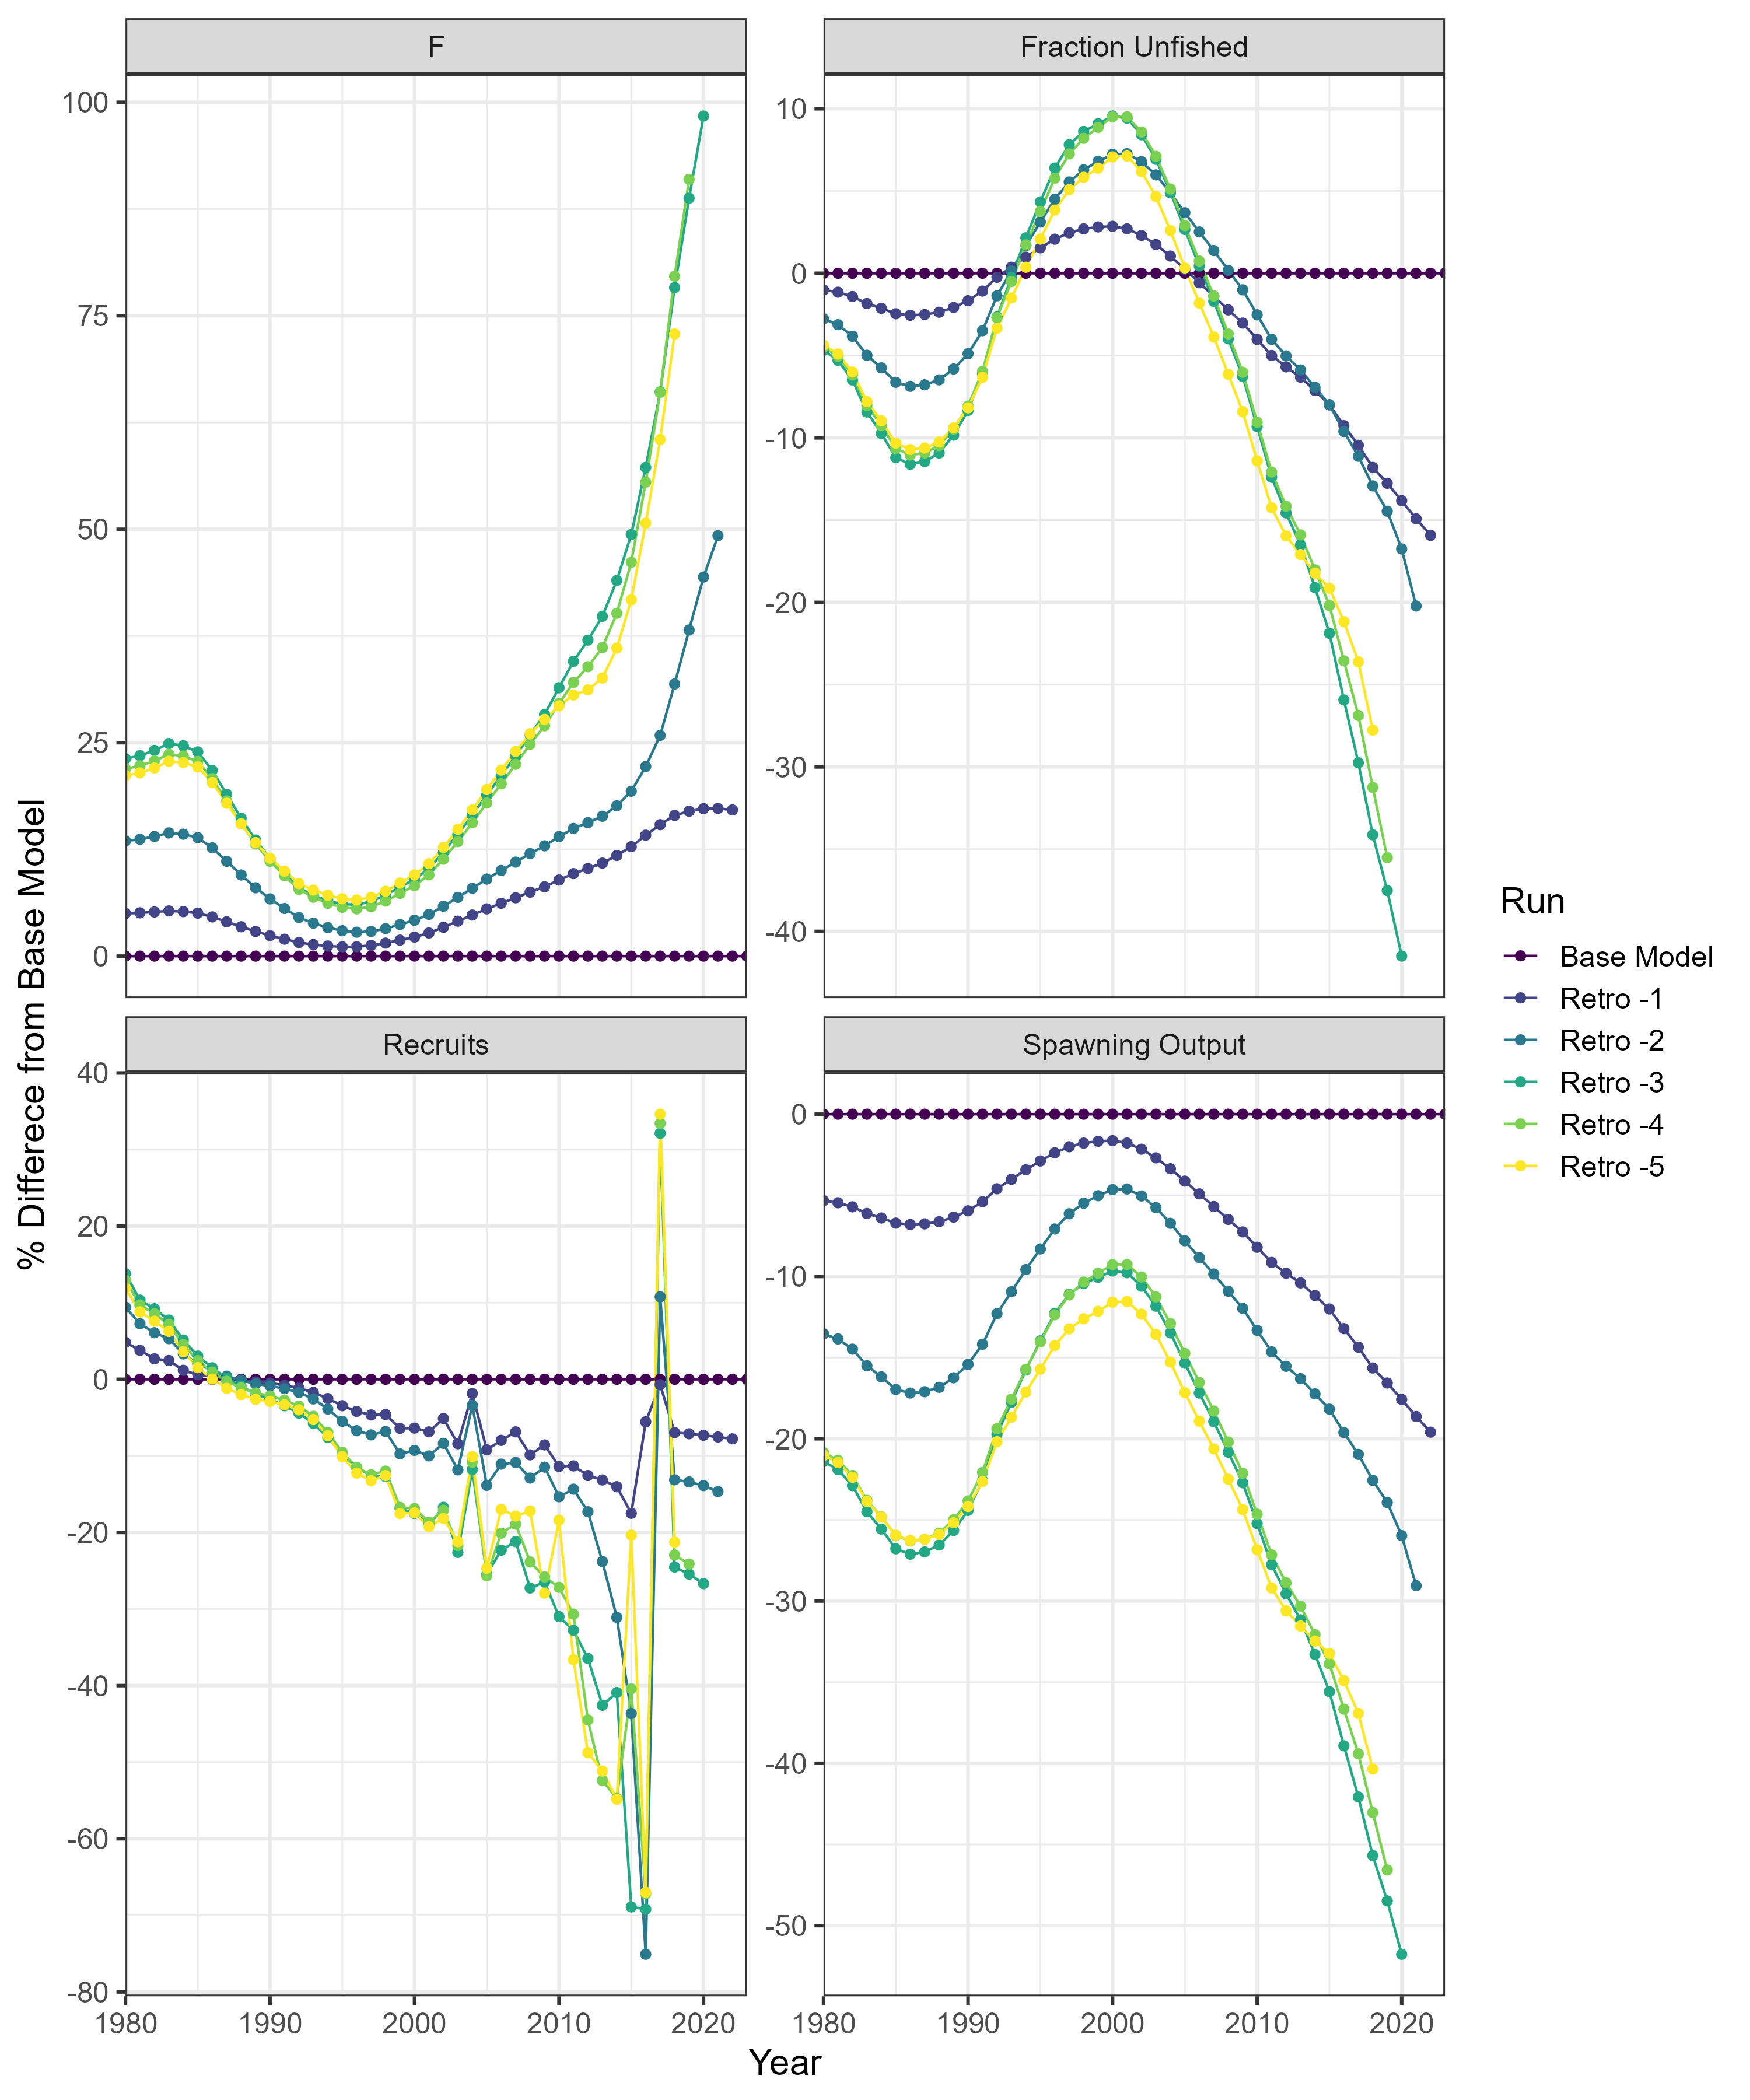 F
Fraction Unfished
100
75
50
25
0
10
0
-10
-20
-30
-40
% Differece from Base Model
Recruits
Spawning Output
40
20
0
-20
-40
-60
-80
0
-10
-20
-30
-40
-50
1980 1990 2000 2010 2020
1980 1990 2000 2010 2020
Year
Run
Base Model
Retro -1
Retro -2
Retro -3
Retro -4
Retro -5